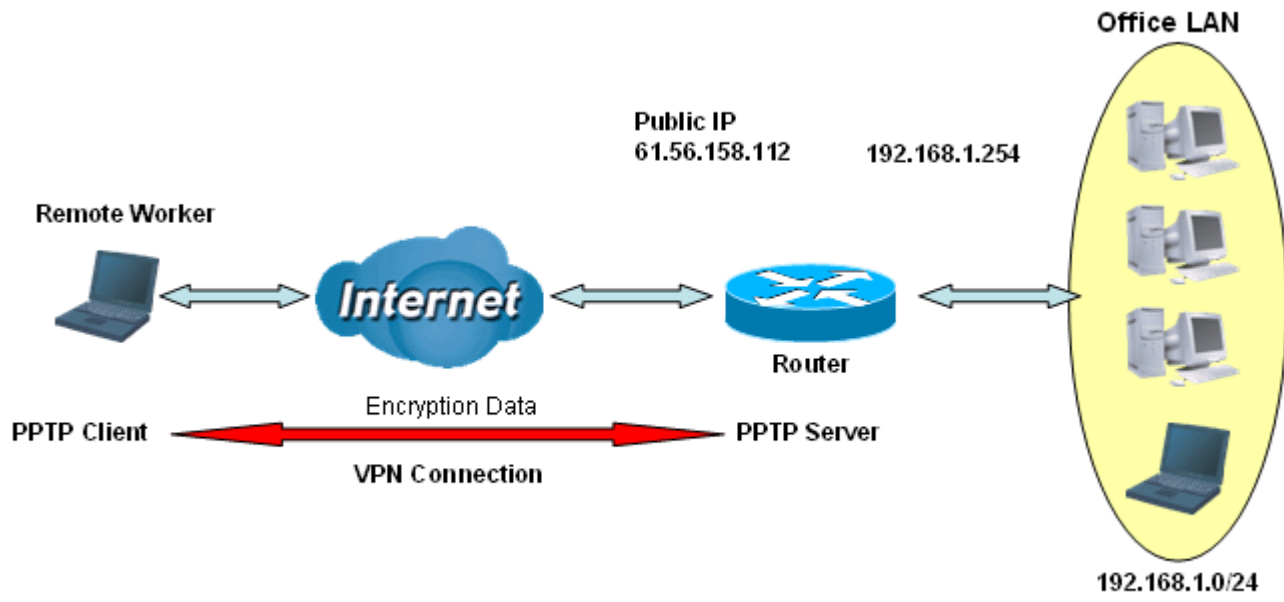 Office LAN
Public IP
61.56.158.112
192.168.1.254
Remote Worker
Internet
Router
Encryption Data
PPTP Client
PPTP Server
VPN Connection
192.168.1.0/24